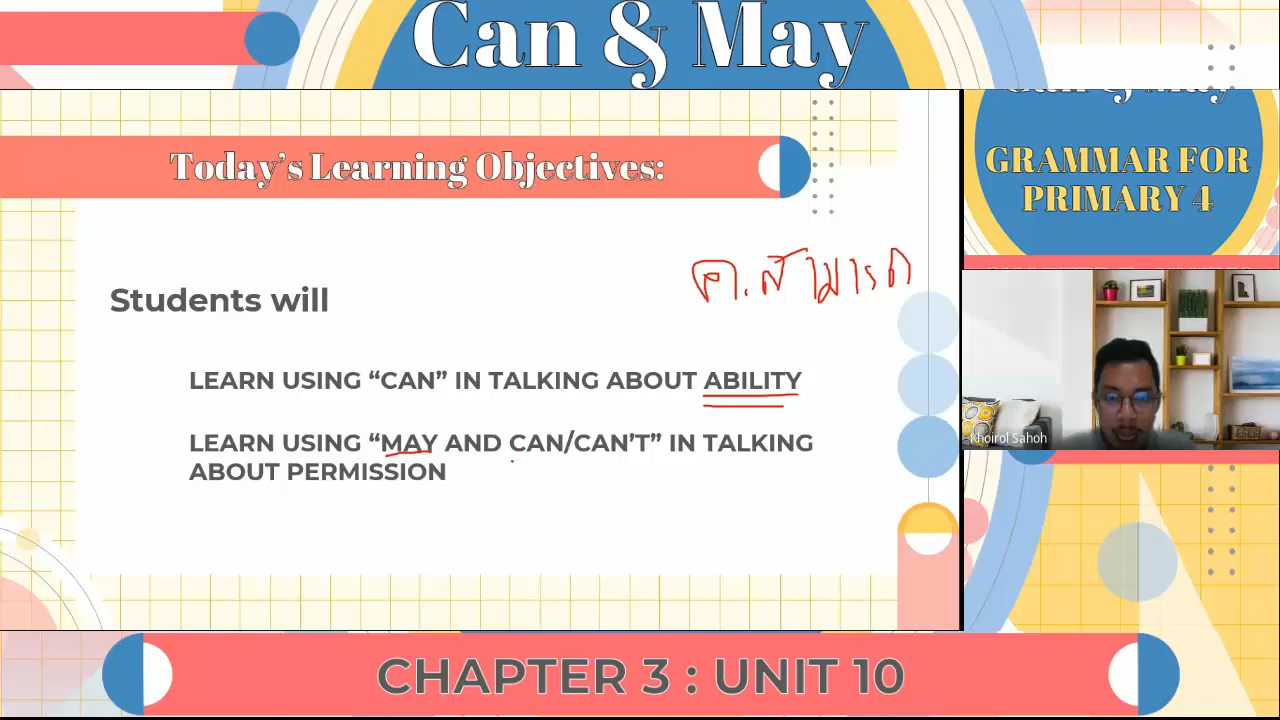 Can & May
Can & May
GRAMMAR FOR
PRIMARY 4
Today's Learning Objectives:
ค.สามารถ
Students will
LEARN USING “CAN” IN TALKING ABOUT ABILITY
LEARN USING “MAY AND CAN/CAN’T” IN TALKING
ABOUT PERMISSION
Khoirol Sahoh
CHAPTER 3 : UNIT 10